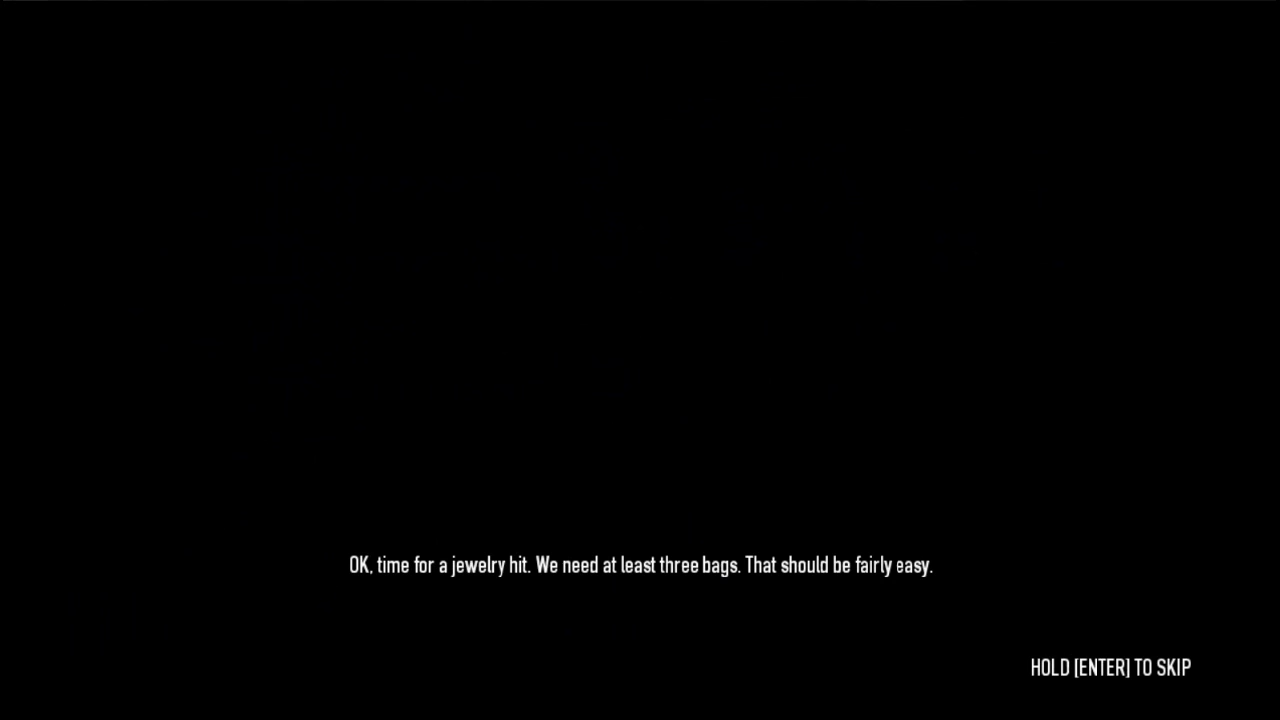 OK, time for a jewelry hit. We need at least three bags. That should be fairly easy.
HOLD [ENTER] TO SKIP